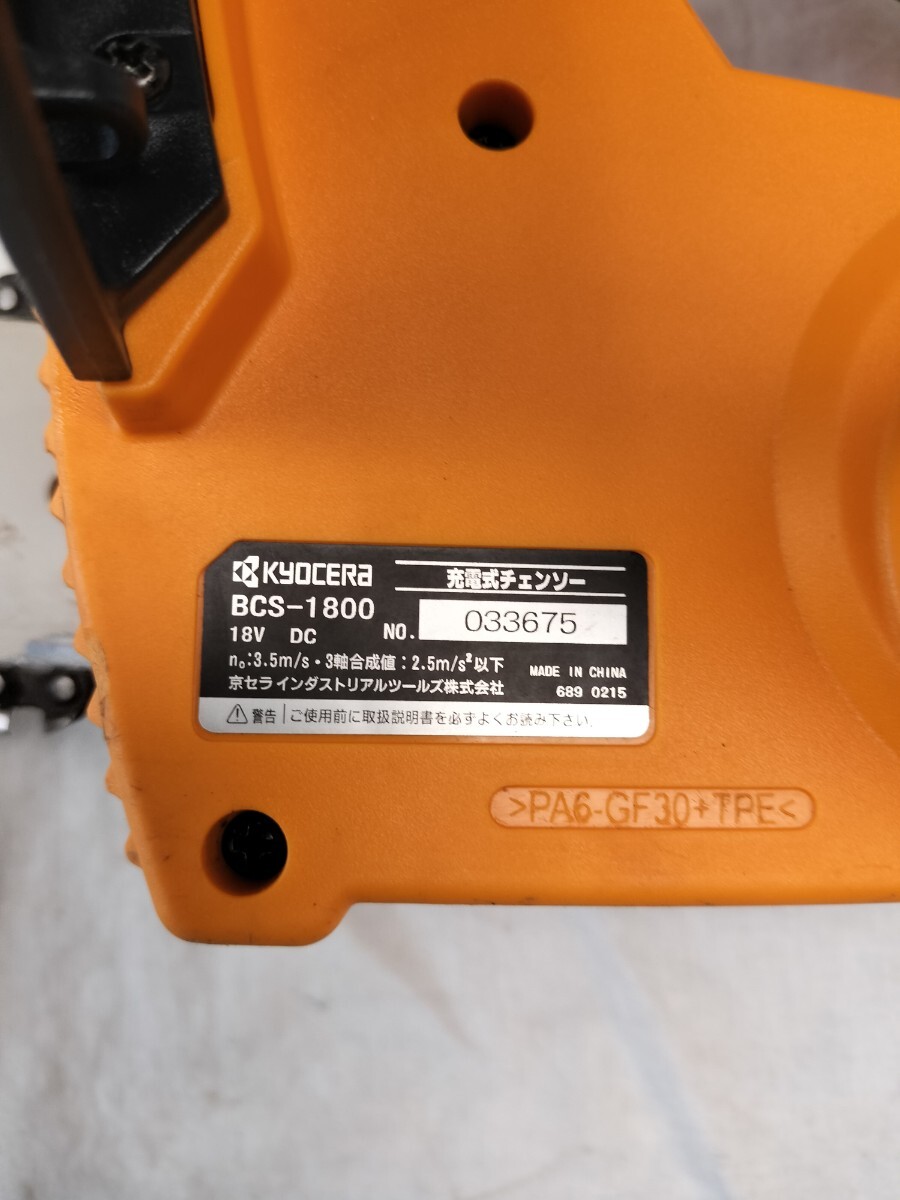 KYOCERA
充電式チェンソー
BCS-1800
18V DC
NO. 033675
n₀:3.5m/s・3軸合成値:2.5m/s²以下
MADE IN CHINA
京セラインダストリアルツールズ株式会社
689 0215
⚠警告 ご使用前に取扱説明書を必ずよくお読み下さい。
>PA6-GF30+TPE<